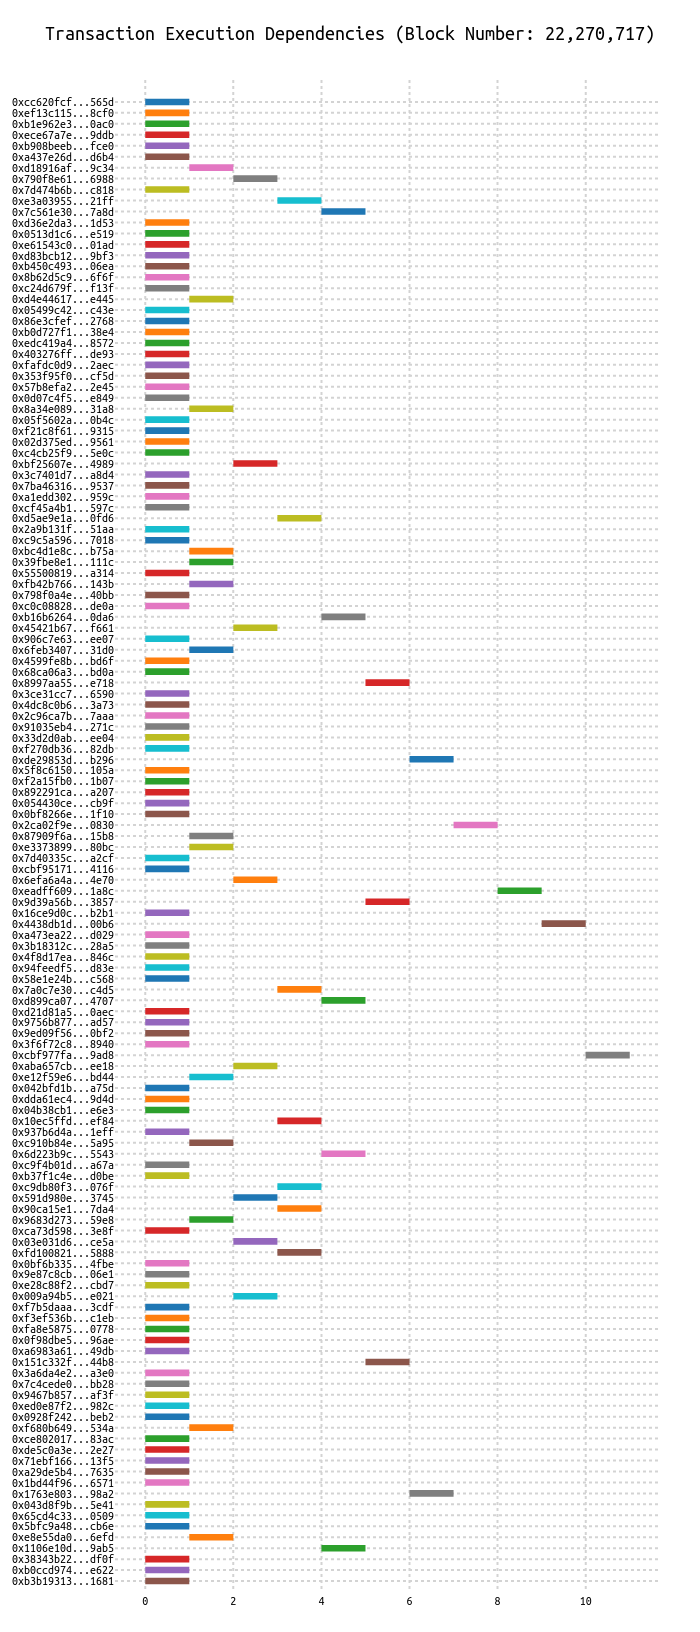 Transaction Execution Dependencies (Block Number: 22,270,717)
0xcc620fcf...565d
0xef13c115...8cf0
0xb1e962e3...0ac0
0xece67a7e...9ddb
0xb908beeb...fce0
0xa437e26d...d6b4
0xd18916af...9c34
0x790f8e61...6988
0x7d474b6b...c818
0xe3a03955...21ff
0x7c561e30...7a8d
0xd36e2da3...1d53
0x0513d1c6...e519
0xe61543c0...01ad
0xd83bcb12...9bf3
0xb450c493...06ea
0x8b62d5c9...6f6f
0xc24d679f...f13f
0xd4e44617...e445
0x05499c42...c43e
0x86e3cfef...2768
0xb0d727f1...38e4
0xedc419a4...8572
0x403276ff...de93
0xfafdc0d9...2aec
0x353f95f0...cf5d
0x57b8efa2...2e45
0x0d07c4f5...e849
0x8a34e089...31a8
0x05f5602a...0b4c
0xf21c8f61...9315
0x02d375ed...9561
0xc4cb25f9...5e0c
0xbf25607e...4989
0x3c7401d7...a8d4
0x7ba46316...9537
0xa1edd302...959c
0xcf45a4b1...597c
0xd5ae9e1a...0fd6
0x2a9b131f...51aa
0xc9c5a596...7018
0xbc4d1e8c...b75a
0x39fbe8e1...111c
0x55500819...a314
0xfb42b766...143b
0x798f0a4e...40bb
0xc0c08828...de0a
0xb16b6264...0da6
0x45421b67...f661
0x906c7e63...ee07
0x6feb3407...31d0
0x4599fe8b...bd6f
0x68ca06a3...bd0a
0x8997aa55...e718
0x3ce31cc7...6590
0x4dc8c0b6...3a73
0x2c96ca7b...7aaa
0x91035eb4...271c
0x33d2d0ab...ee04
0xf270db36...82db
0xde29853d...b296
0x5f8c6150...105a
0xf2a15fb0...1b07
0x892291ca...a207
0x054430ce...cb9f
0x0bf8266e...1f10
0x2ca02f9e...0830
0x87909f6a...15b8
0xe3373899...80bc
0x7d40335c...a2cf
0xcbf95171...4116
0x6efa6a4a...4e70
0xeadff609...1a8c
0x9d39a56b...3857
0x16ce9d0c...b2b1
0x4438db1d...00b6
0xa473ea22...d029
0x3b18312c...28a5
0x4f8d17ea...846c
0x94feedf5...d83e
0x58e1e24b...c568
0x7a0c7e30...c4d5
0xd899ca07...4707
0xd21d81a5...0aec
0x9756b877...ad57
0x9ed09f56...0bf2
0x3f6f72c8...8940
0xcbf977fa...9ad8
0xaba657cb...ee18
0xe12f59e6...bd44
0x042bfd1b...a75d
0xdda61ec4...9d4d
0x04b38cb1...e6e3
0x10ec5ffd...ef84
0x937b6d4a...1eff
0xc910b84e...5a95
0x6d223b9c...5543
0xc9f4b01d...a67a
0xb37f1c4e...d0be
0xc9db80f3...076f
0x591d980e...3745
0x90ca15e1...7da4
0x9683d273...59e8
0xca73d598...3e8f
0x03e031d6...ce5a
0xfd100821...5888
0x0bf6b335...4fbe
0x9e87c8cb...06e1
0xe28c88f2...cbd7
0x009a94b5...e021
0xf7b5daaa...3cdf
0xf3ef536b...c1eb
0xfa8e5875...0778
0x0f98dbe5...96ae
0xa6983a61...49db
0x151c332f...44b8
0x3a6da4e2...a3e0
0x7c4cede0...bb28
0x9467b857...af3f
0xed0e87f2...982c
0x0928f242...beb2
0xf680b649...534a
0xce802017...83ac
0xde5c0a3e...2e27
0x71ebf166...13f5
0xa29de5b4...7635
0x1bd44f96...6571
0x1763e803...98a2
0x043d8f9b...5e41
0x65cd4c33...0509
0x5bfc9a48...cb6e
0xe8e55da0...6efd
0x1106e10d...9ab5
0x38343b22...df0f
0xb0ccd974...e622
0xb3b19313...1681
0 2 4 6 8 10